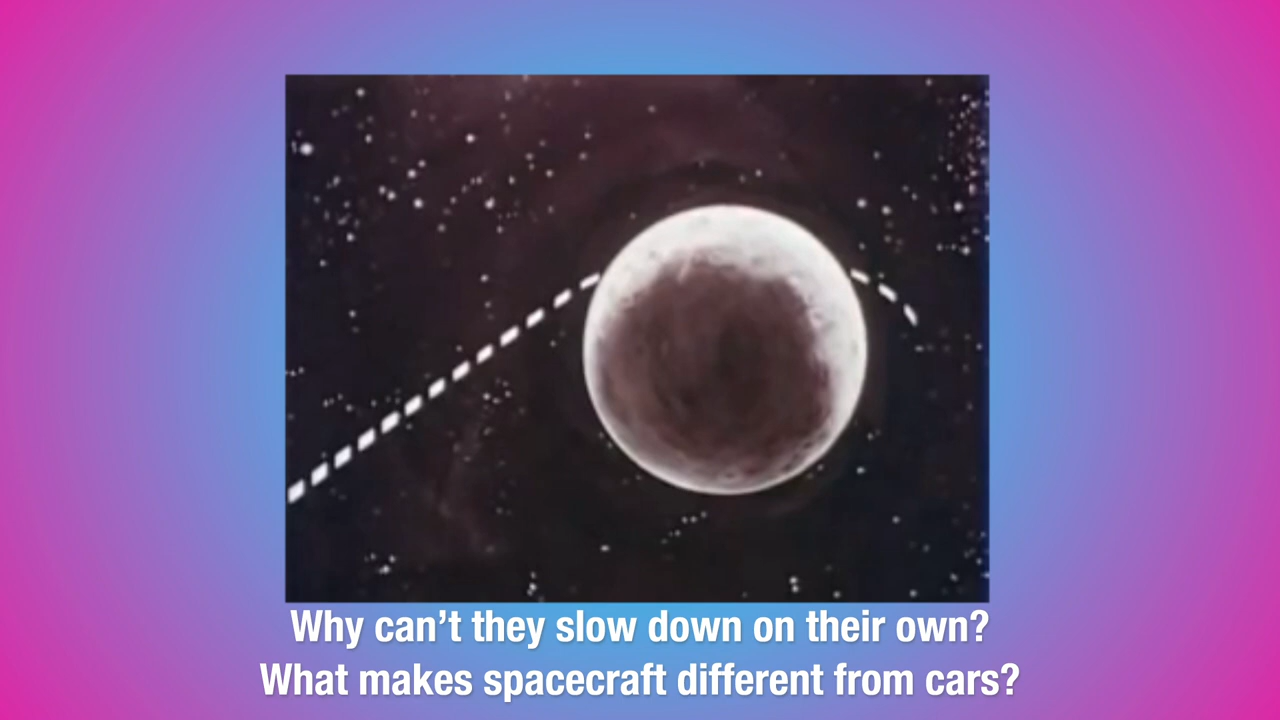 Why can’t they slow down on their own?
What makes spacecraft different from cars?